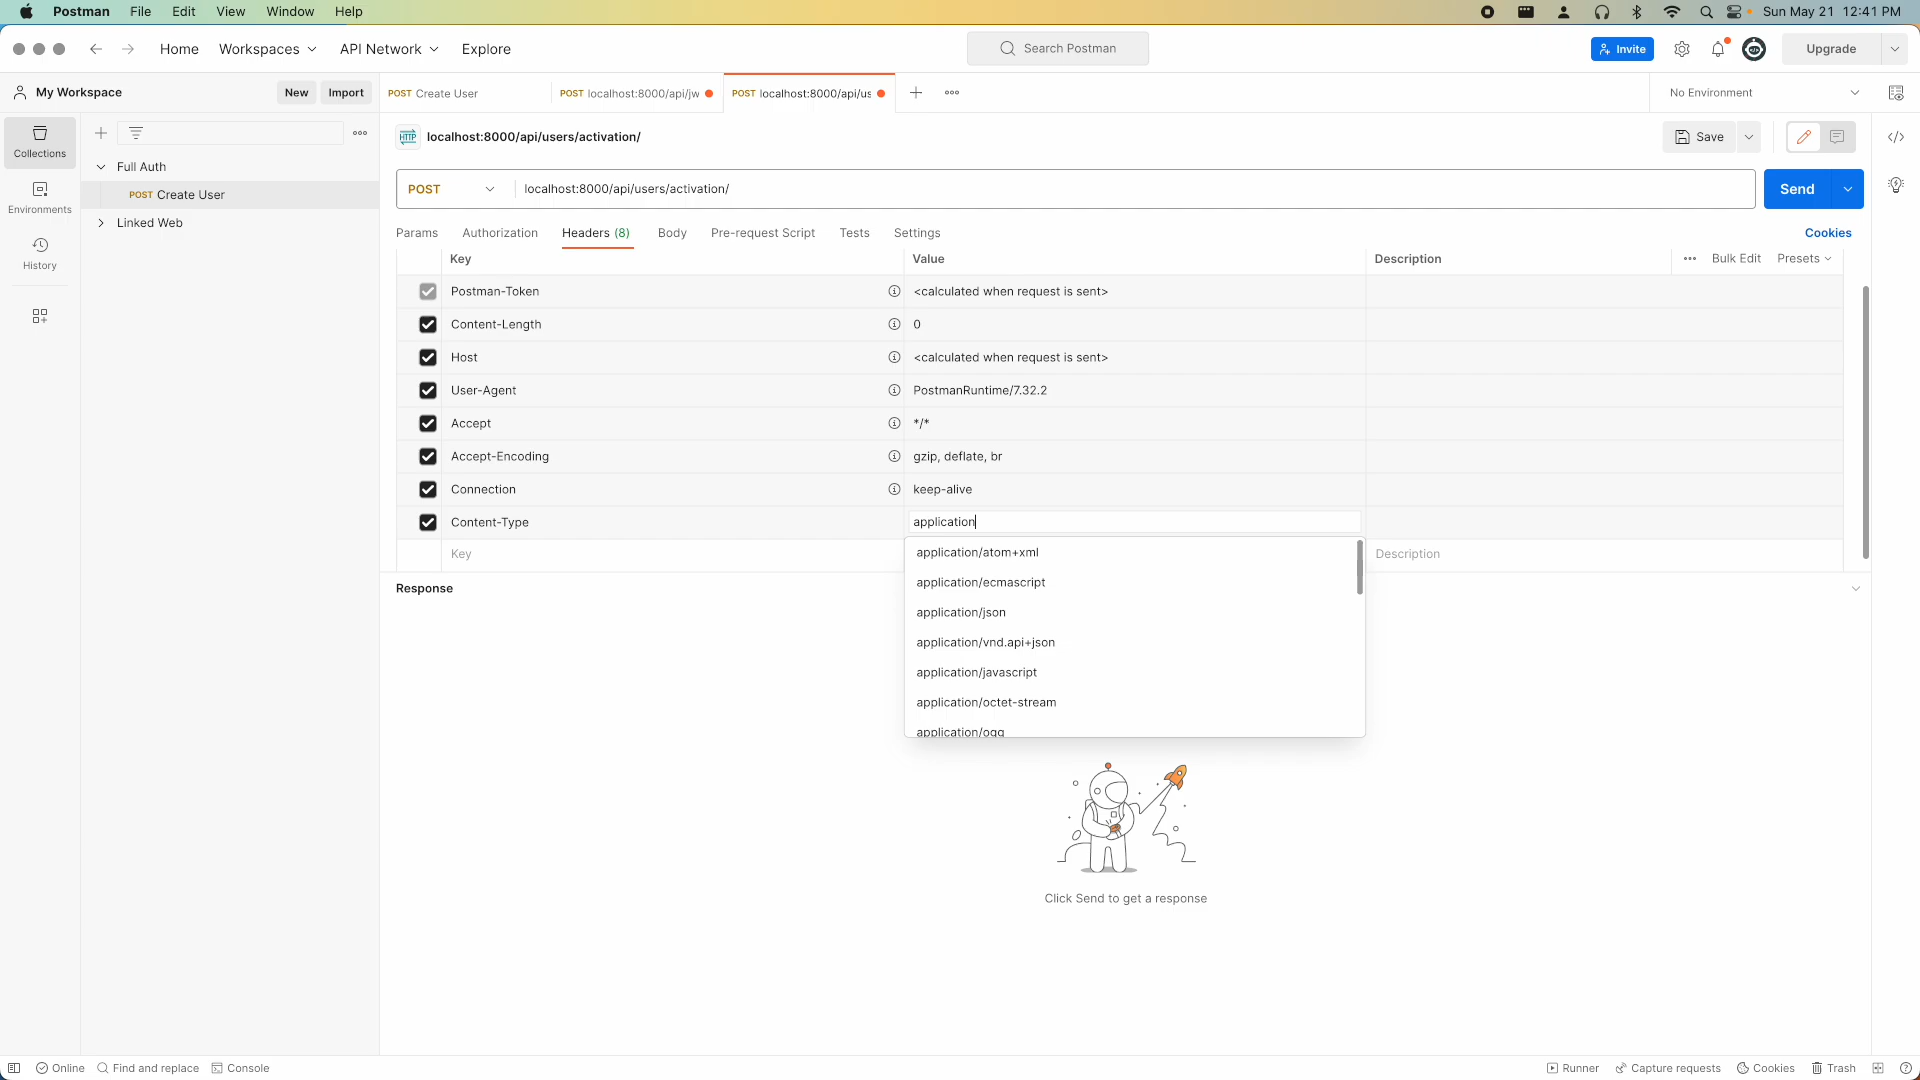 Postman File Edit View Window Help
Sun May 21 12:41 PM
Home Workspaces API Network Explore
Search Postman
Invite
Upgrade
My Workspace
New Import
POST Create User
POST localhost:8000/api/jw
POST localhost:8000/api/us
No Environment
Collections
Environments
History
Full Auth
POST Create User
Linked Web
HTTP localhost:8000/api/users/activation/
Save
POST localhost:8000/api/users/activation/
Send
Params Authorization Headers (8) Body Pre-request Script Tests Settings
Cookies
Key Value Description
Bulk Edit Presets
Postman-Token <calculated when request is sent>
Content-Length 0
Host <calculated when request is sent>
User-Agent PostmanRuntime/7.32.2
Accept */*
Accept-Encoding gzip, deflate, br
Connection keep-alive
Content-Type application
Key Description
application/atom+xml
application/ecmascript
application/json
application/vnd.api+json
application/javascript
application/octet-stream
application/ogg
Response
Click Send to get a response
Online Find and replace Console
Runner Capture requests Cookies Trash